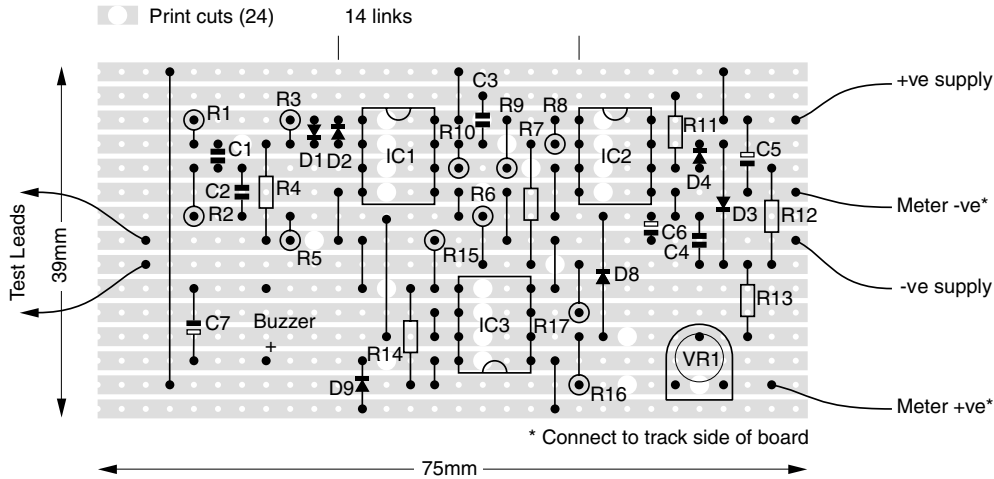 Print cuts (24)
14 links
C3
R1
R3
R9
R8
+ve supply
R10
R7
R11
C1
D1
D2
IC1
IC2
D4
C5
C2
R4
R6
Meter -ve*
R2
D3
R12
R5
C6
R15
C4
Test Leads
39mm
D8
-ve supply
R13
C7
Buzzer
+
IC3
R17
R14
VR1
D9
R16
Meter +ve*
* Connect to track side of board
75mm